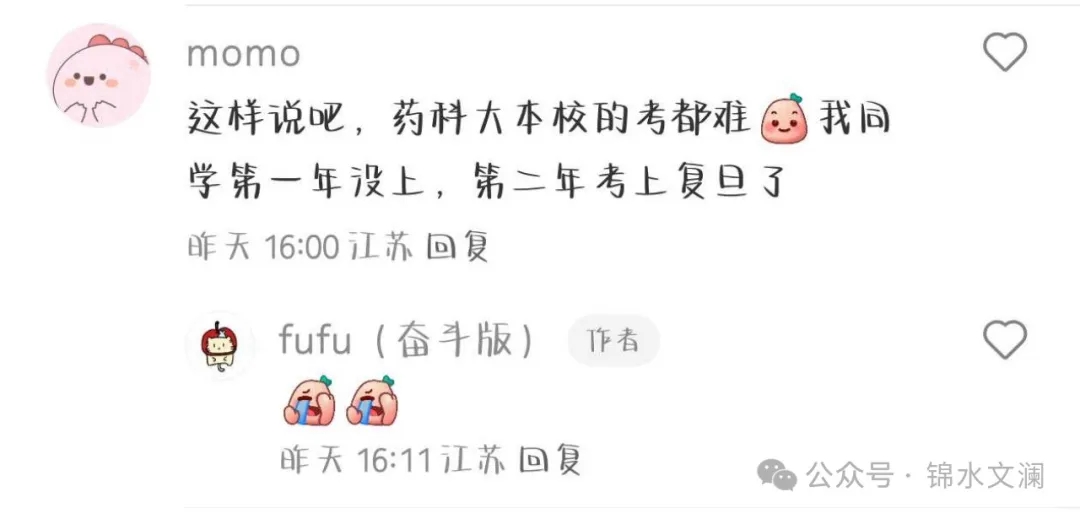 momo
这样说吧，药科大本校的考都难我同
学第一年没上，第二年考上复旦了
昨天 16:00 江苏 回复
fufu（奋斗版） 作者
昨天 16:11 江苏 回复
公众号 · 锦水文澜